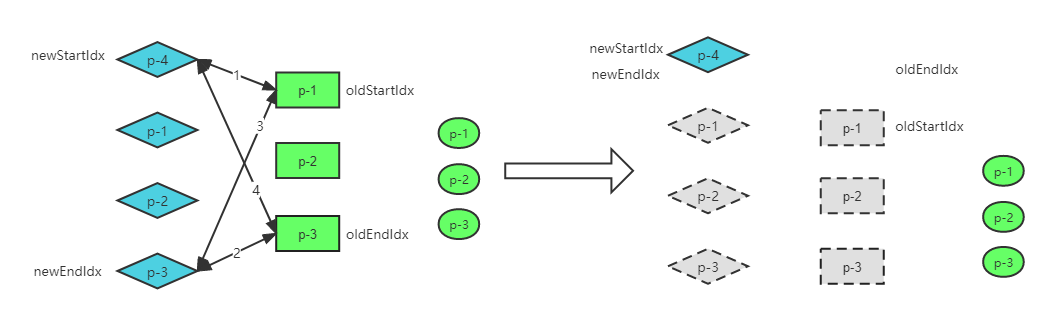 newStartIdx
p-4
1
p-1
oldStartIdx
3
p-1
p-1
p-2
p-2
p-2
4
p-3
p-3
oldEndIdx
2
newEndIdx
p-3
newStartIdx
p-4
newEndIdx
oldEndIdx
p-1
p-1
oldStartIdx
p-1
p-2
p-2
p-2
p-3
p-3
p-3